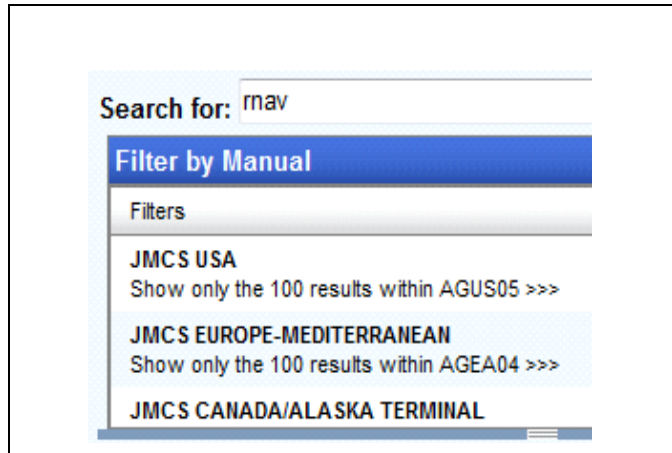 Search for: rnav
Filter by Manual
Filters
JMCS USA
Show only the 100 results within AGUS05 >>>
JMCS EUROPE-MEDITERRANEAN
Show only the 100 results within AGEA04 >>>
JMCS CANADA/ALASKA TERMINAL